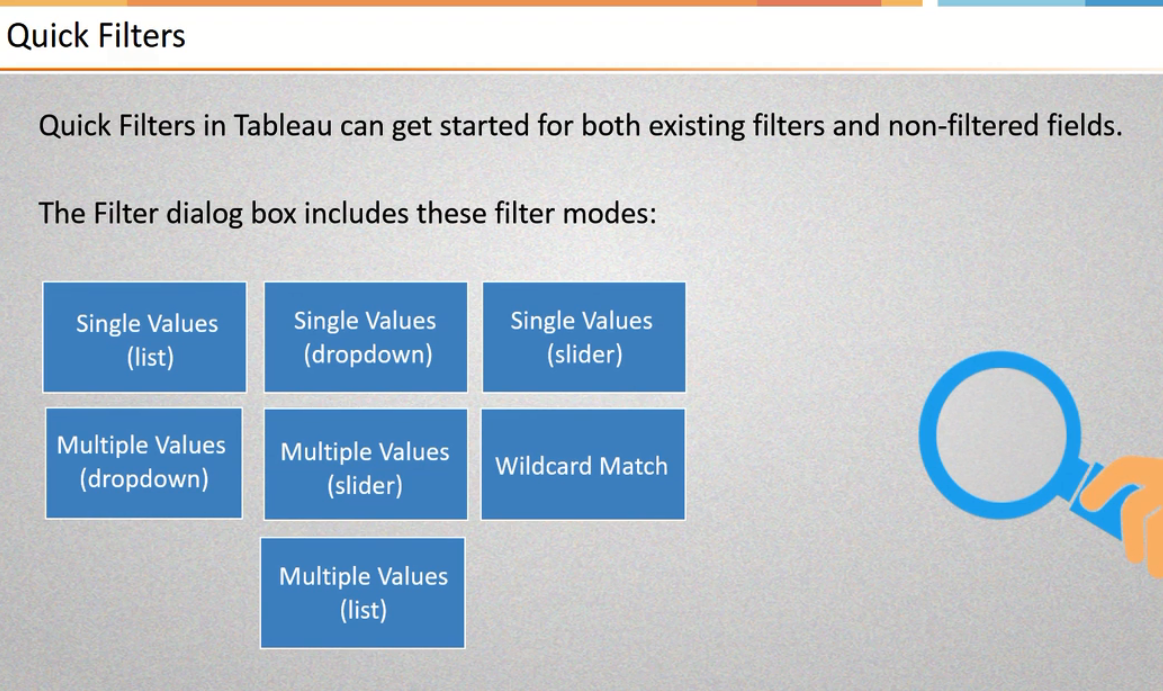 Quick Filters
Quick Filters in Tableau can get started for both existing filters and non-filtered fields.
The Filter dialog box includes these filter modes:
Single Values
(list)
Single Values
(dropdown)
Single Values
(slider)
Multiple Values
(dropdown)
Multiple Values
(slider)
Wildcard Match
Multiple Values
(list)